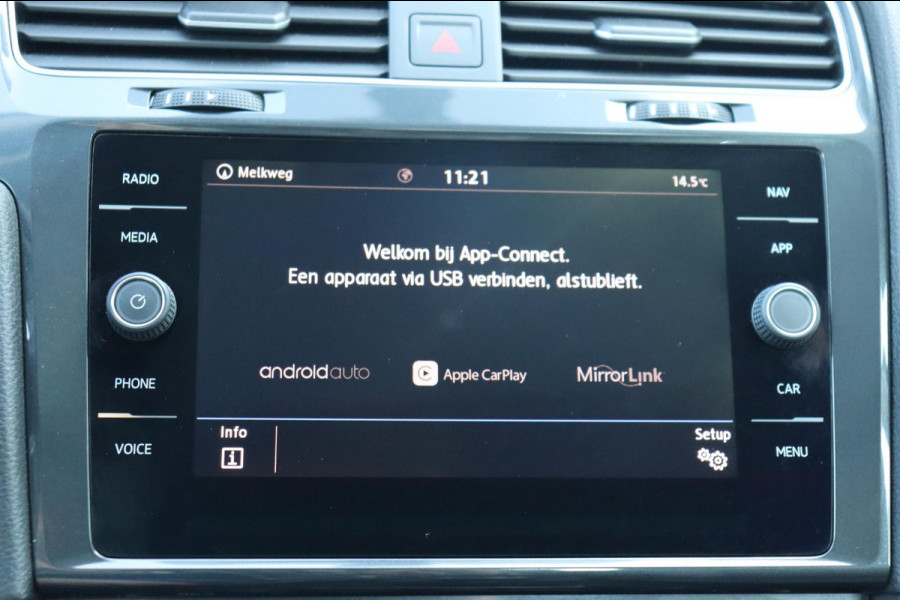 RADIO
MEDIA
PHONE
VOICE
Melkweg 11:21 14.5°C
Welkom bij App-Connect.
Een apparaat via USB verbinden, alstublieft.
androidauto Apple CarPlay MirrorLink
Info Setup
NAV
APP
CAR
MENU